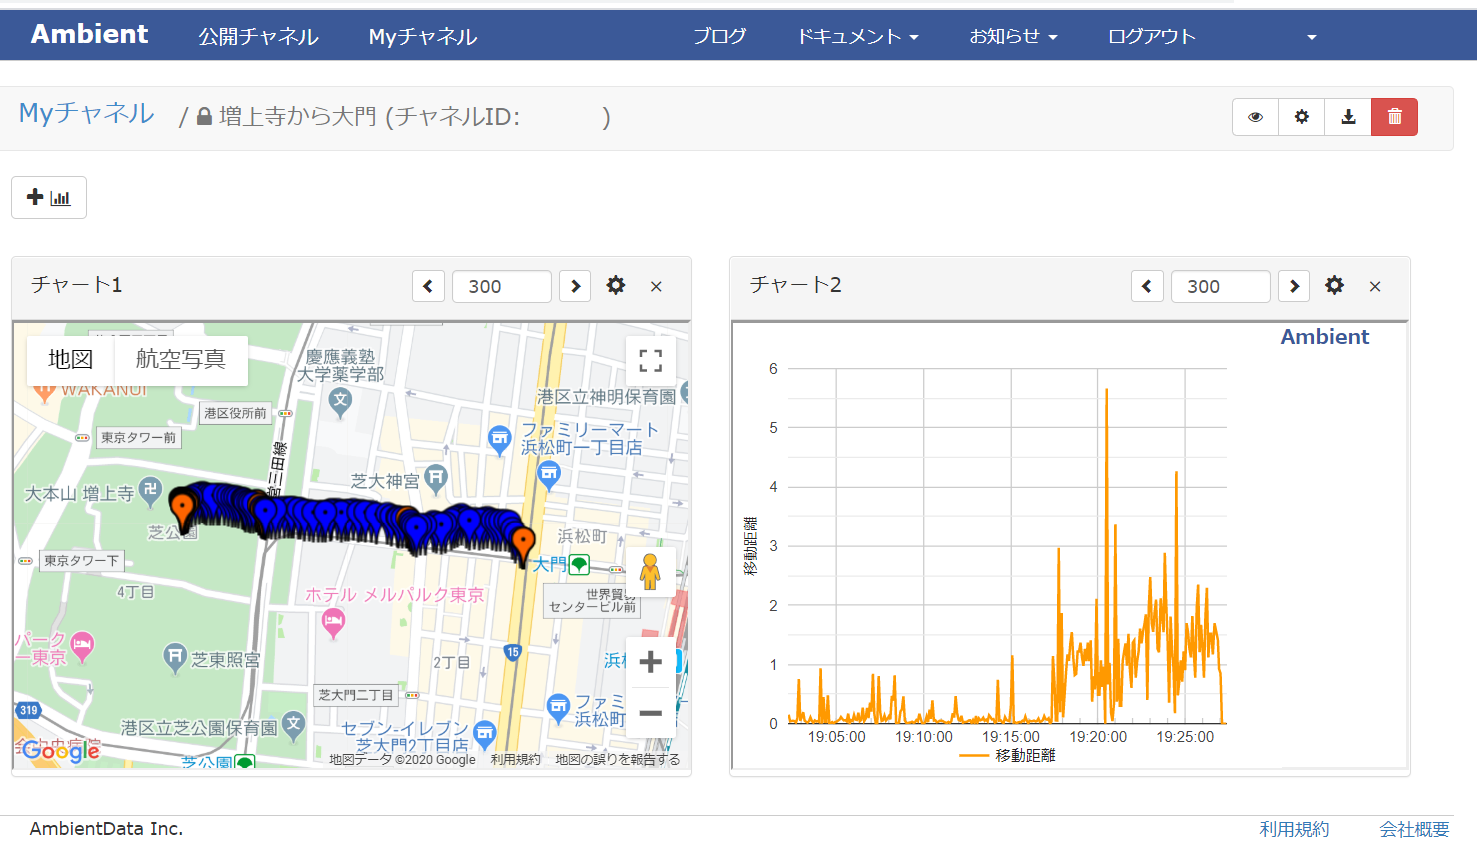 Ambient 公開チャンネル Myチャネル ブログ ドキュメント お知らせ ログアウト
Myチャネル / 増上寺から大門 (チャネルID: )
チャート1 300
地図 航空写真
慶應義塾
大学薬学部
WAKANUI
港区役所前
港区立神明保育園
東京タワー前
ファミリーマート
浜松町一丁目店
営三田線
芝大神宮
大本山 増上寺
芝公園
浜松町
東京タワー下
大門
4丁目
ホテル メルパルク東京
世界貿易
センタービル前
パーク
ー東京
芝東照宮
2丁目
15
浜松
319
芝大門二丁目
ファミ
浜松町
港区立芝公園保育園
セブン-イレブン
芝大門2丁目店
Google
芝公園
地図データ ©2020 Google 利用規約 地図の誤りを報告する
チャート2 300
Ambient
6
5
4
3
2
1
0
移動距離
19:05:00 19:10:00 19:15:00 19:20:00 19:25:00
移動距離
AmbientData Inc. 利用規約 会社概要